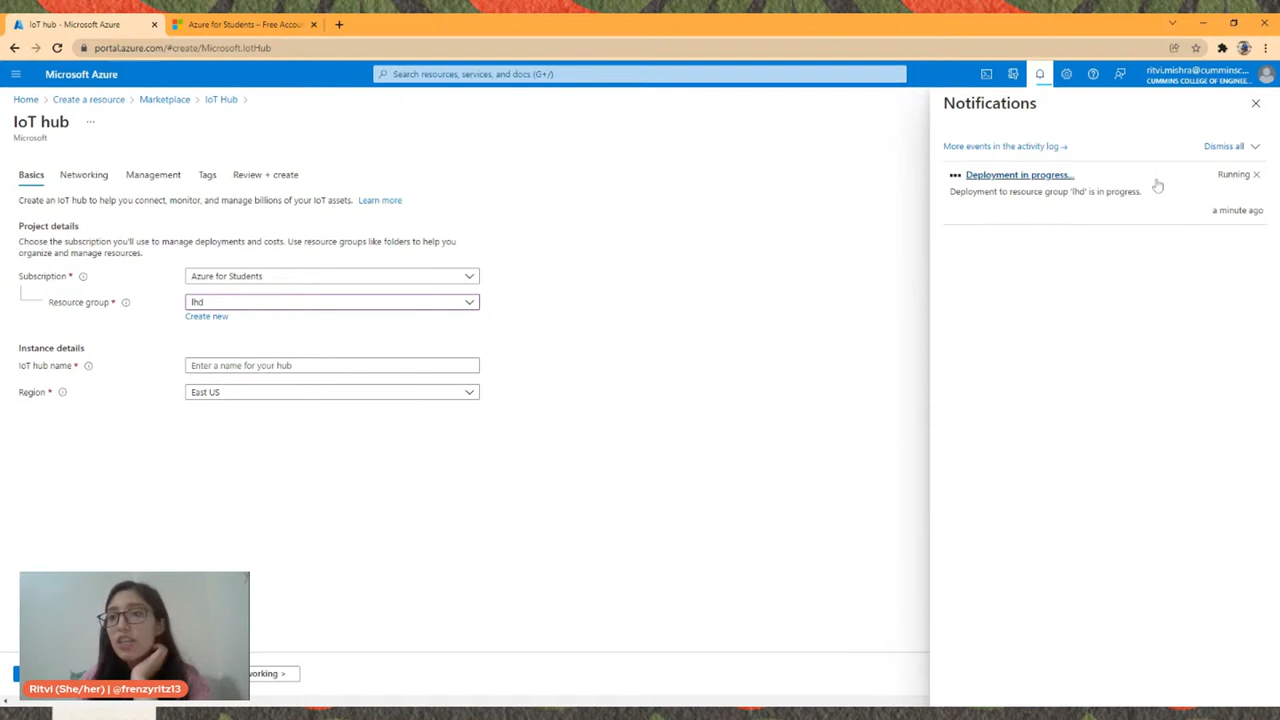 IoT hub - Microsoft Azure
Azure for Students – Free Accou
portal.azure.com/#create/Microsoft.IotHub
Microsoft Azure
Search resources, services, and docs (G+/)
ritvi.mishra@cumminsc...
CUMMINS COLLEGE OF ENGINEE...
Home > Create a resource > Marketplace > IoT Hub >
IoT hub ...
Microsoft
Basics Networking Management Tags Review + create
Create an IoT hub to help you connect, monitor, and manage billions of your IoT assets. Learn more
Project details
Choose the subscription you'll use to manage deployments and costs. Use resource groups like folders to help you
organize and manage resources.
Subscription * Azure for Students
Resource group * lhd
Create new
Instance details
IoT hub name * Enter a name for your hub
Region * East US
orking >
Notifications
More events in the activity log →
Dismiss all
Deployment in progress... Running
Deployment to resource group 'lhd' is in progress.
a minute ago
Ritvi (She/her) | @frenzyritz13